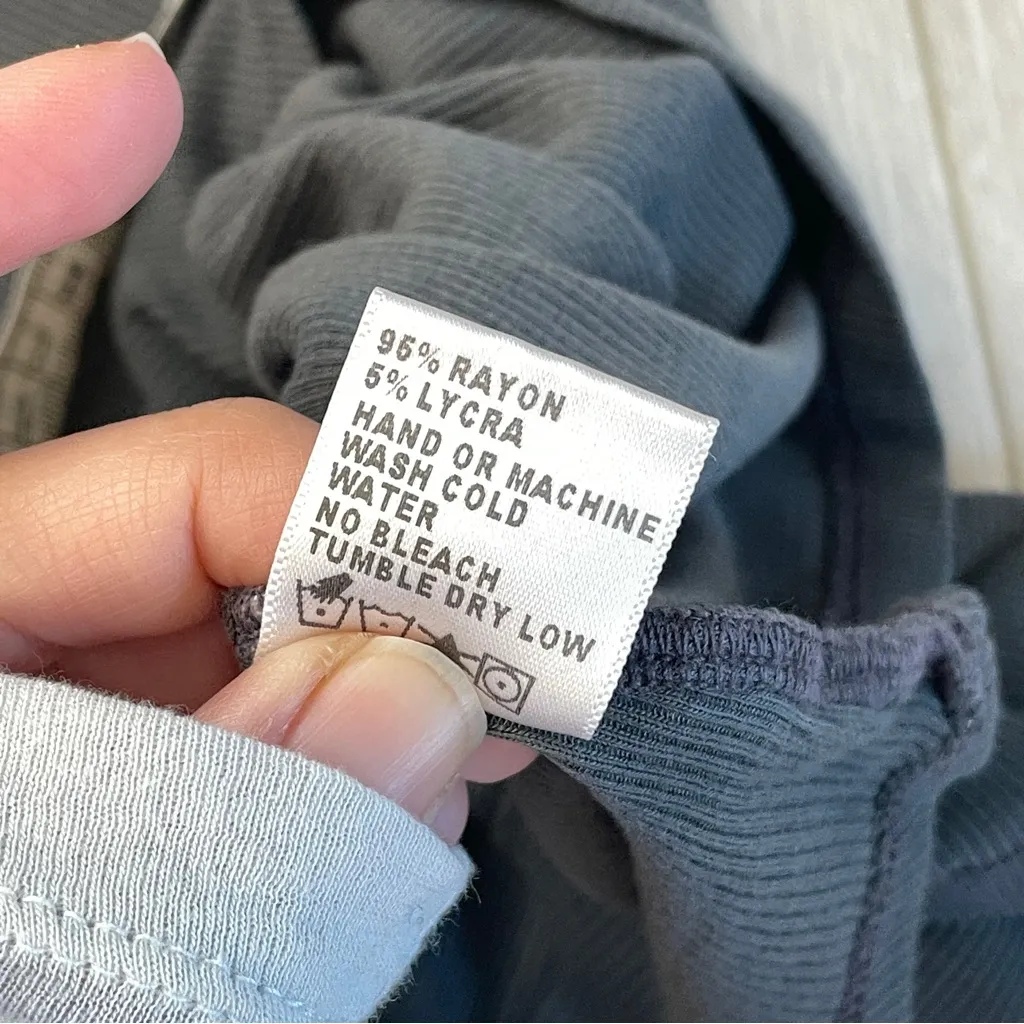 95% RAYON
5% LYCRA
HAND OR MACHINE
WASH COLD
WATER
NO BLEACH
TUMBLE DRY LOW